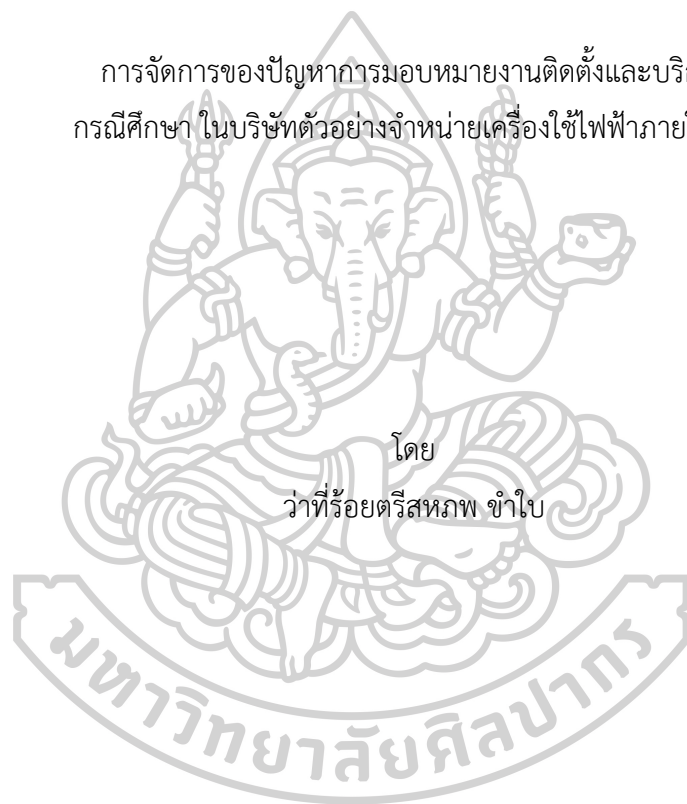 การจัดการของปัญหาการมอบหมายงานติดตั้งและบริ
กรณีศึกษา ในบริษัทตัวอย่างจำหน่ายเครื่องใช้ไฟฟ้าภาย
โดย
ว่าที่ร้อยตรีสหภพ ขำใบ
มหาวิทยาลัยศิลปากร